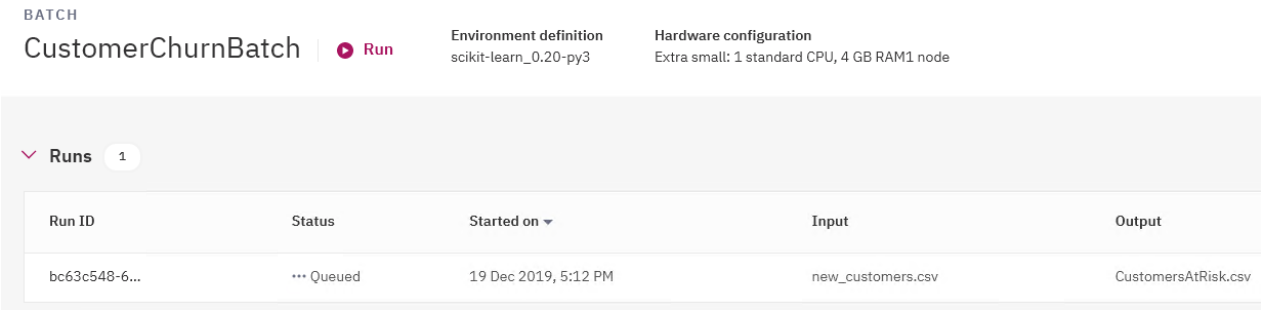 BATCH
CustomerChurnBatch Run
Environment definition
scikit-learn_0.20-py3
Hardware configuration
Extra small: 1 standard CPU, 4 GB RAM1 node
Runs 1
Run ID Status Started on Input Output
bc63c548-6... ··· Queued 19 Dec 2019, 5:12 PM new_customers.csv CustomersAtRisk.csv